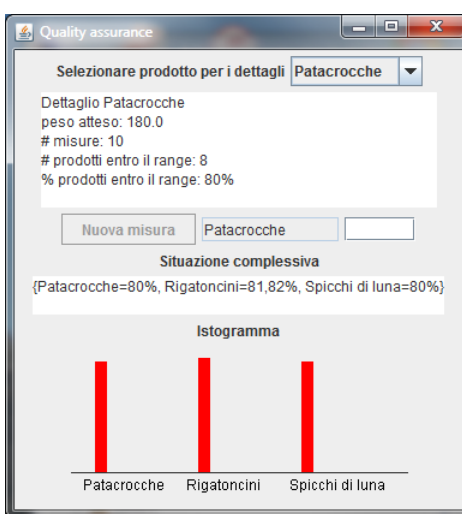 Quality assurance
Selezionare prodotto per i dettagli Patacrocche
Dettaglio Patacrocche
peso atteso: 180.0
# misure: 10
# prodotti entro il range: 8
% prodotti entro il range: 80%
Nuova misura Patacrocche
Situazione complessiva
{Patacrocche=80%, Rigatoncini=81,82%, Spicchi di luna=80%}
Istogramma
Patacrocche Rigatoncini Spicchi di luna